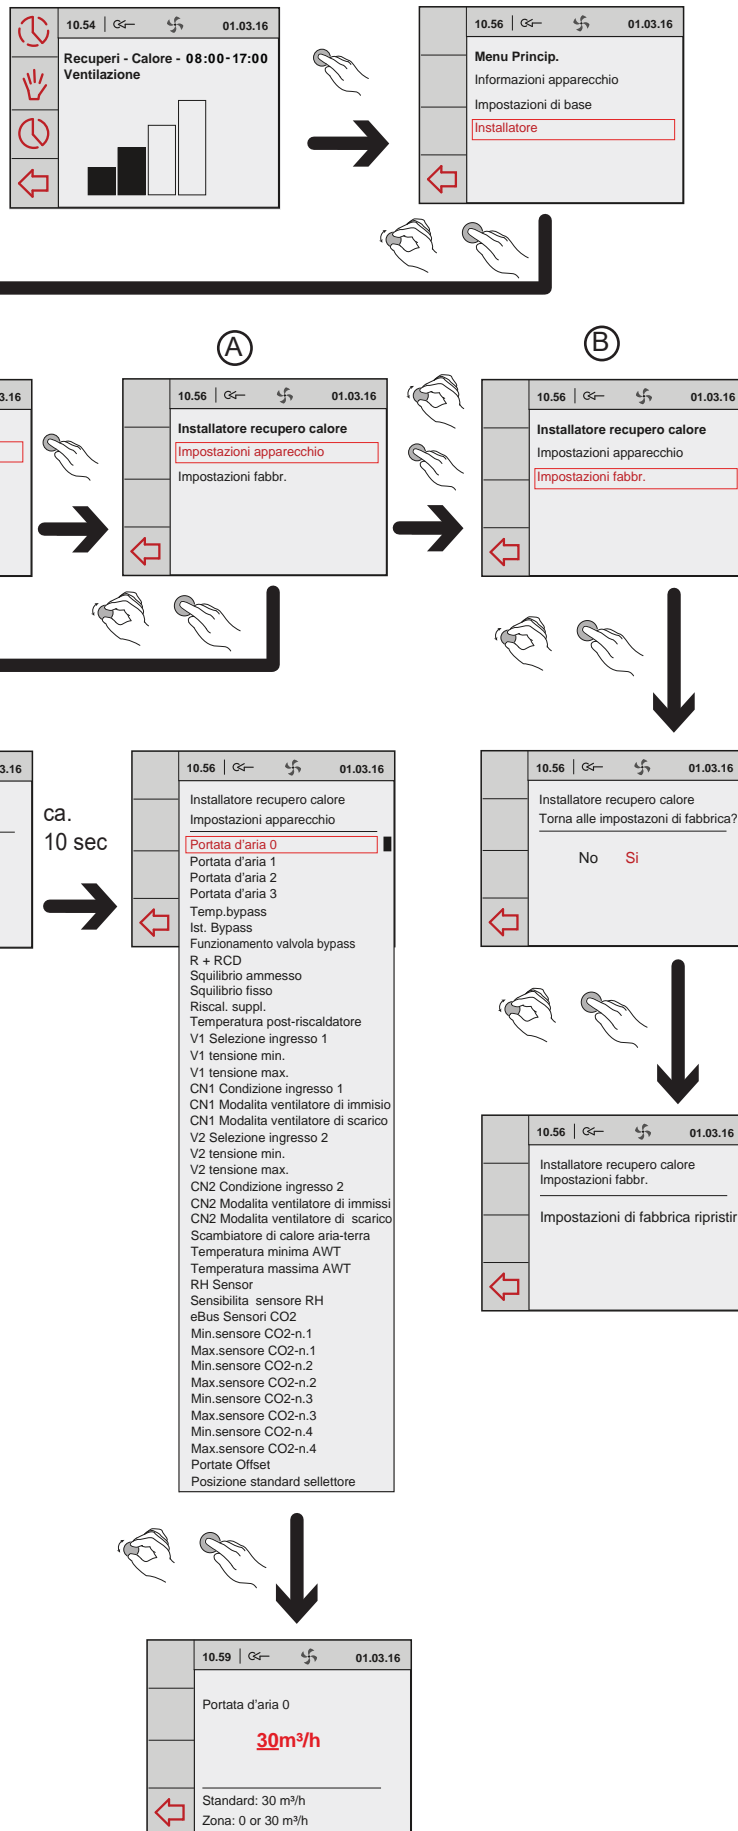 10.54 01.03.16
Recuperi - Calore - 08:00-17:00
Ventilazione
10.56 01.03.16
Menu Princip.
Informazioni apparecchio
Impostazioni di base
Installatore
A
B
3.16
10.56 01.03.16
Installatore recupero calore
Impostazioni apparecchio
Impostazioni fabbr.
10.56 01.03.16
Installatore recupero calore
Impostazioni apparecchio
Impostazioni fabbr.
3.16
ca.
10 sec
10.56 01.03.16
Installatore recupero calore
Impostazioni apparecchio
Portata d'aria 0
Portata d'aria 1
Portata d'aria 2
Portata d'aria 3
Temp.bypass
Ist. Bypass
Funzionamento valvola bypass
R + RCD
Squilibrio ammesso
Squilibrio fisso
Riscal. suppl.
Temperatura post-riscaldatore
V1 Selezione ingresso 1
V1 tensione min.
V1 tensione max.
CN1 Condizione ingresso 1
CN1 Modalita ventilatore di immisio
CN1 Modalita ventilatore di scarico
V2 Selezione ingresso 2
V2 tensione min.
V2 tensione max.
CN2 Condizione ingresso 2
CN2 Modalita ventilatore di immissi
CN2 Modalita ventilatore di scarico
Scambiatore di calore aria-terra
Temperatura minima AWT
Temperatura massima AWT
RH Sensor
Sensibilita sensore RH
eBus Sensori CO2
Min.sensore CO2-n.1
Max.sensore CO2-n.1
Min.sensore CO2-n.2
Max.sensore CO2-n.2
Min.sensore CO2-n.3
Max.sensore CO2-n.3
Min.sensore CO2-n.4
Max.sensore CO2-n.4
Portate Offset
Posizione standard sellettore
10.56 01.03.16
Installatore recupero calore
Torna alle impostazoni di fabbrica?
No Si
10.56 01.03.16
Installatore recupero calore
Impostazioni fabbr.
Impostazioni di fabbrica ripristir
10.59 01.03.16
Portata d'aria 0
30m³/h
Standard: 30 m³/h
Zona: 0 or 30 m³/h